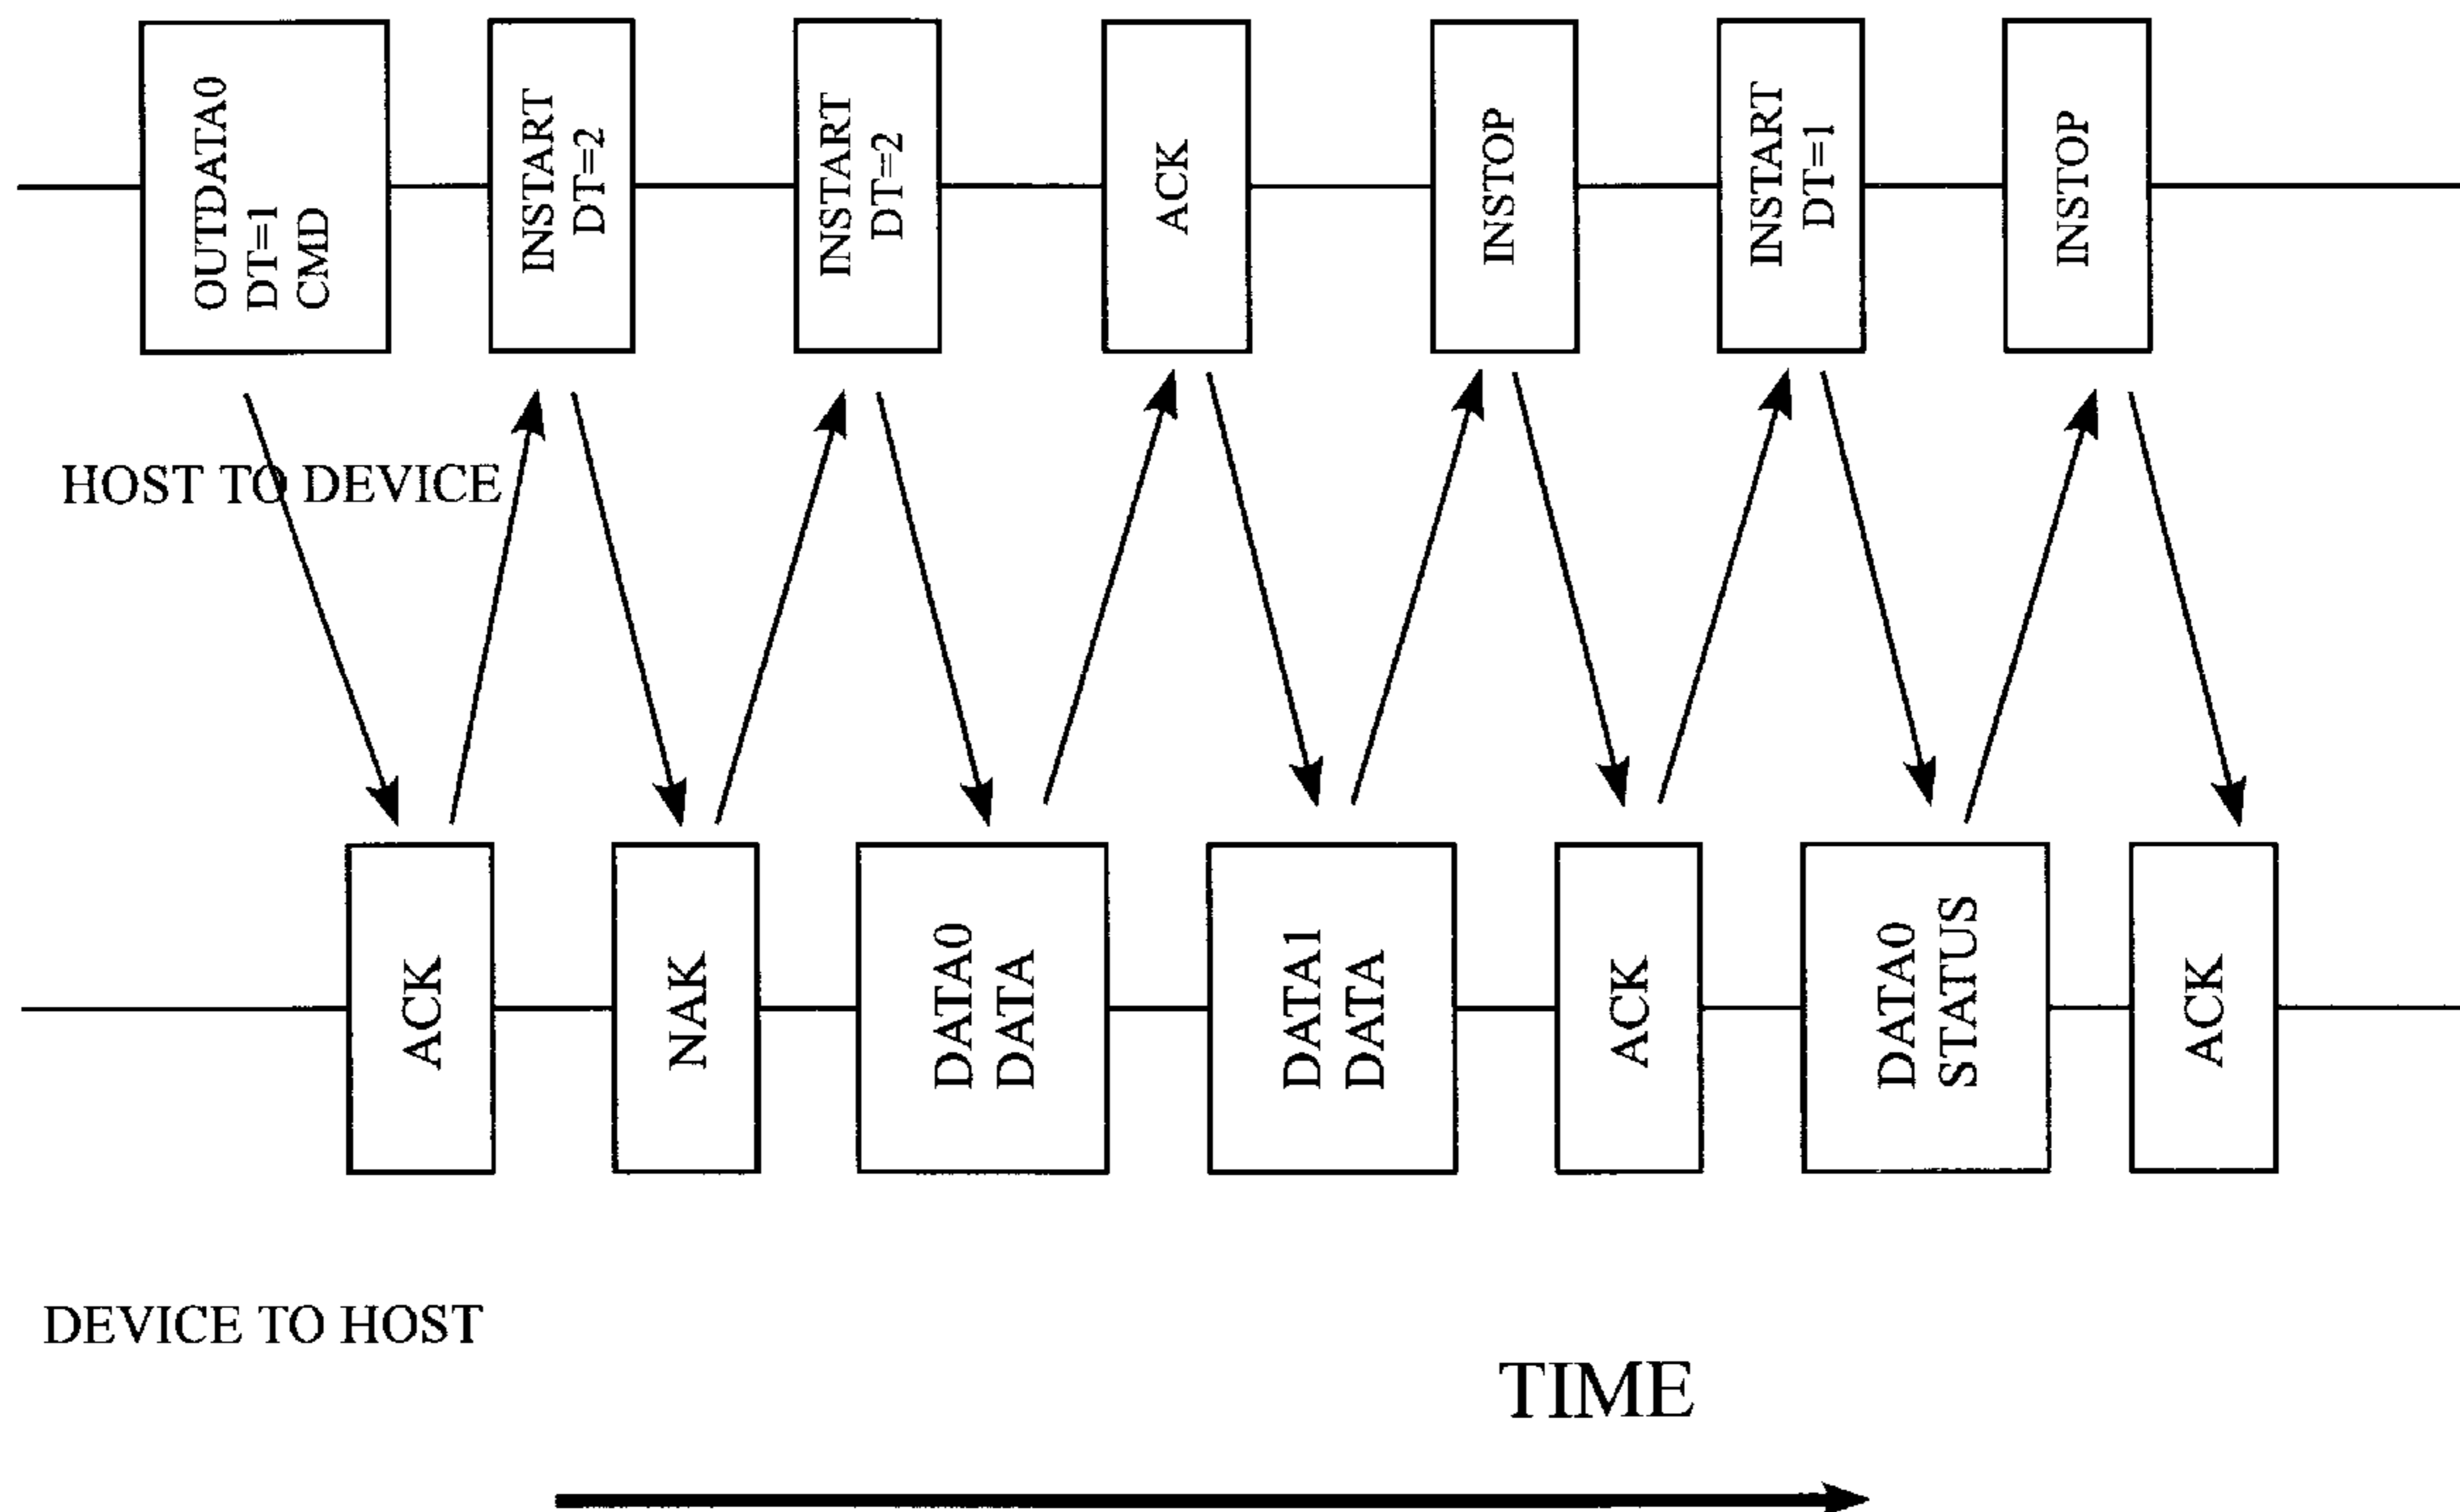 OUTDATA0
DT=1
CMD
INSTART
DT=2
INSTART
DT=2
ACK
INSTOP
INSTART
DT=1
INSTOP
HOST TO DEVICE
ACK
NAK
DATA0
DATA
DATA1
DATA
ACK
DATA0
STATUS
ACK
DEVICE TO HOST
TIME